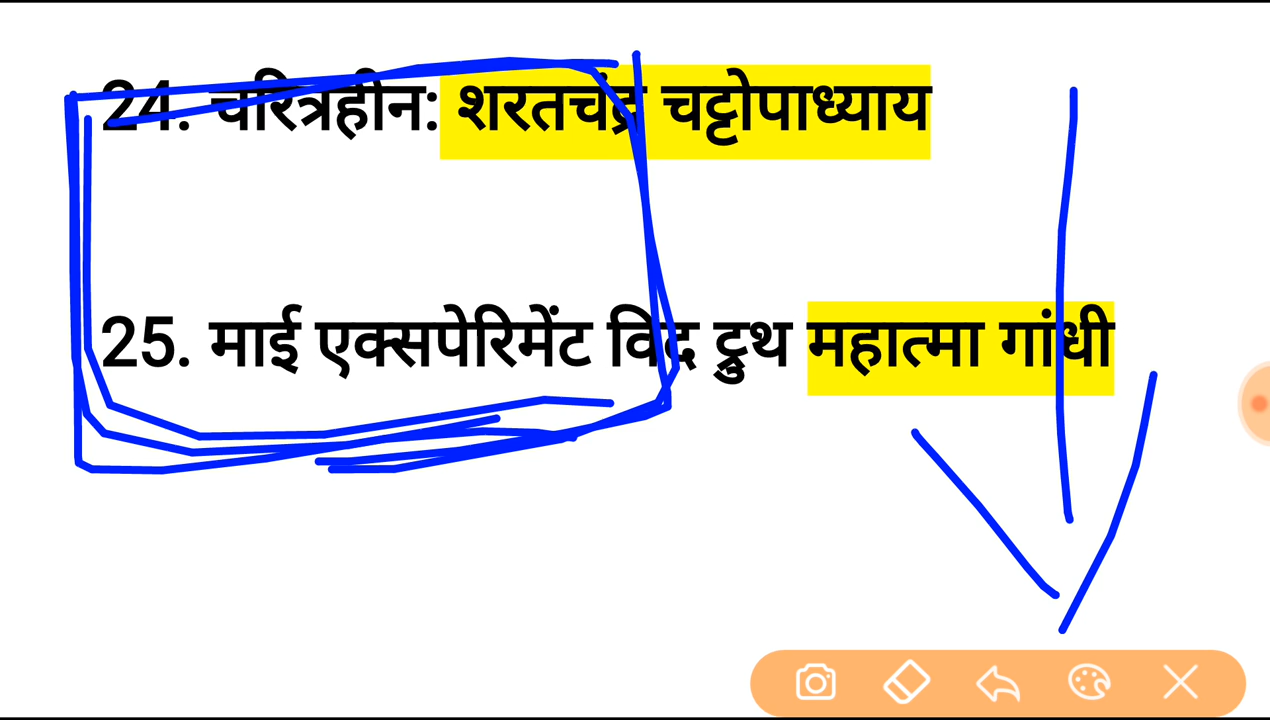 24. चरित्रहीन: शरतचंद्र चट्टोपाध्याय
25. माई एक्सपेरिमेंट विद ट्रुथ महात्मा गांधी